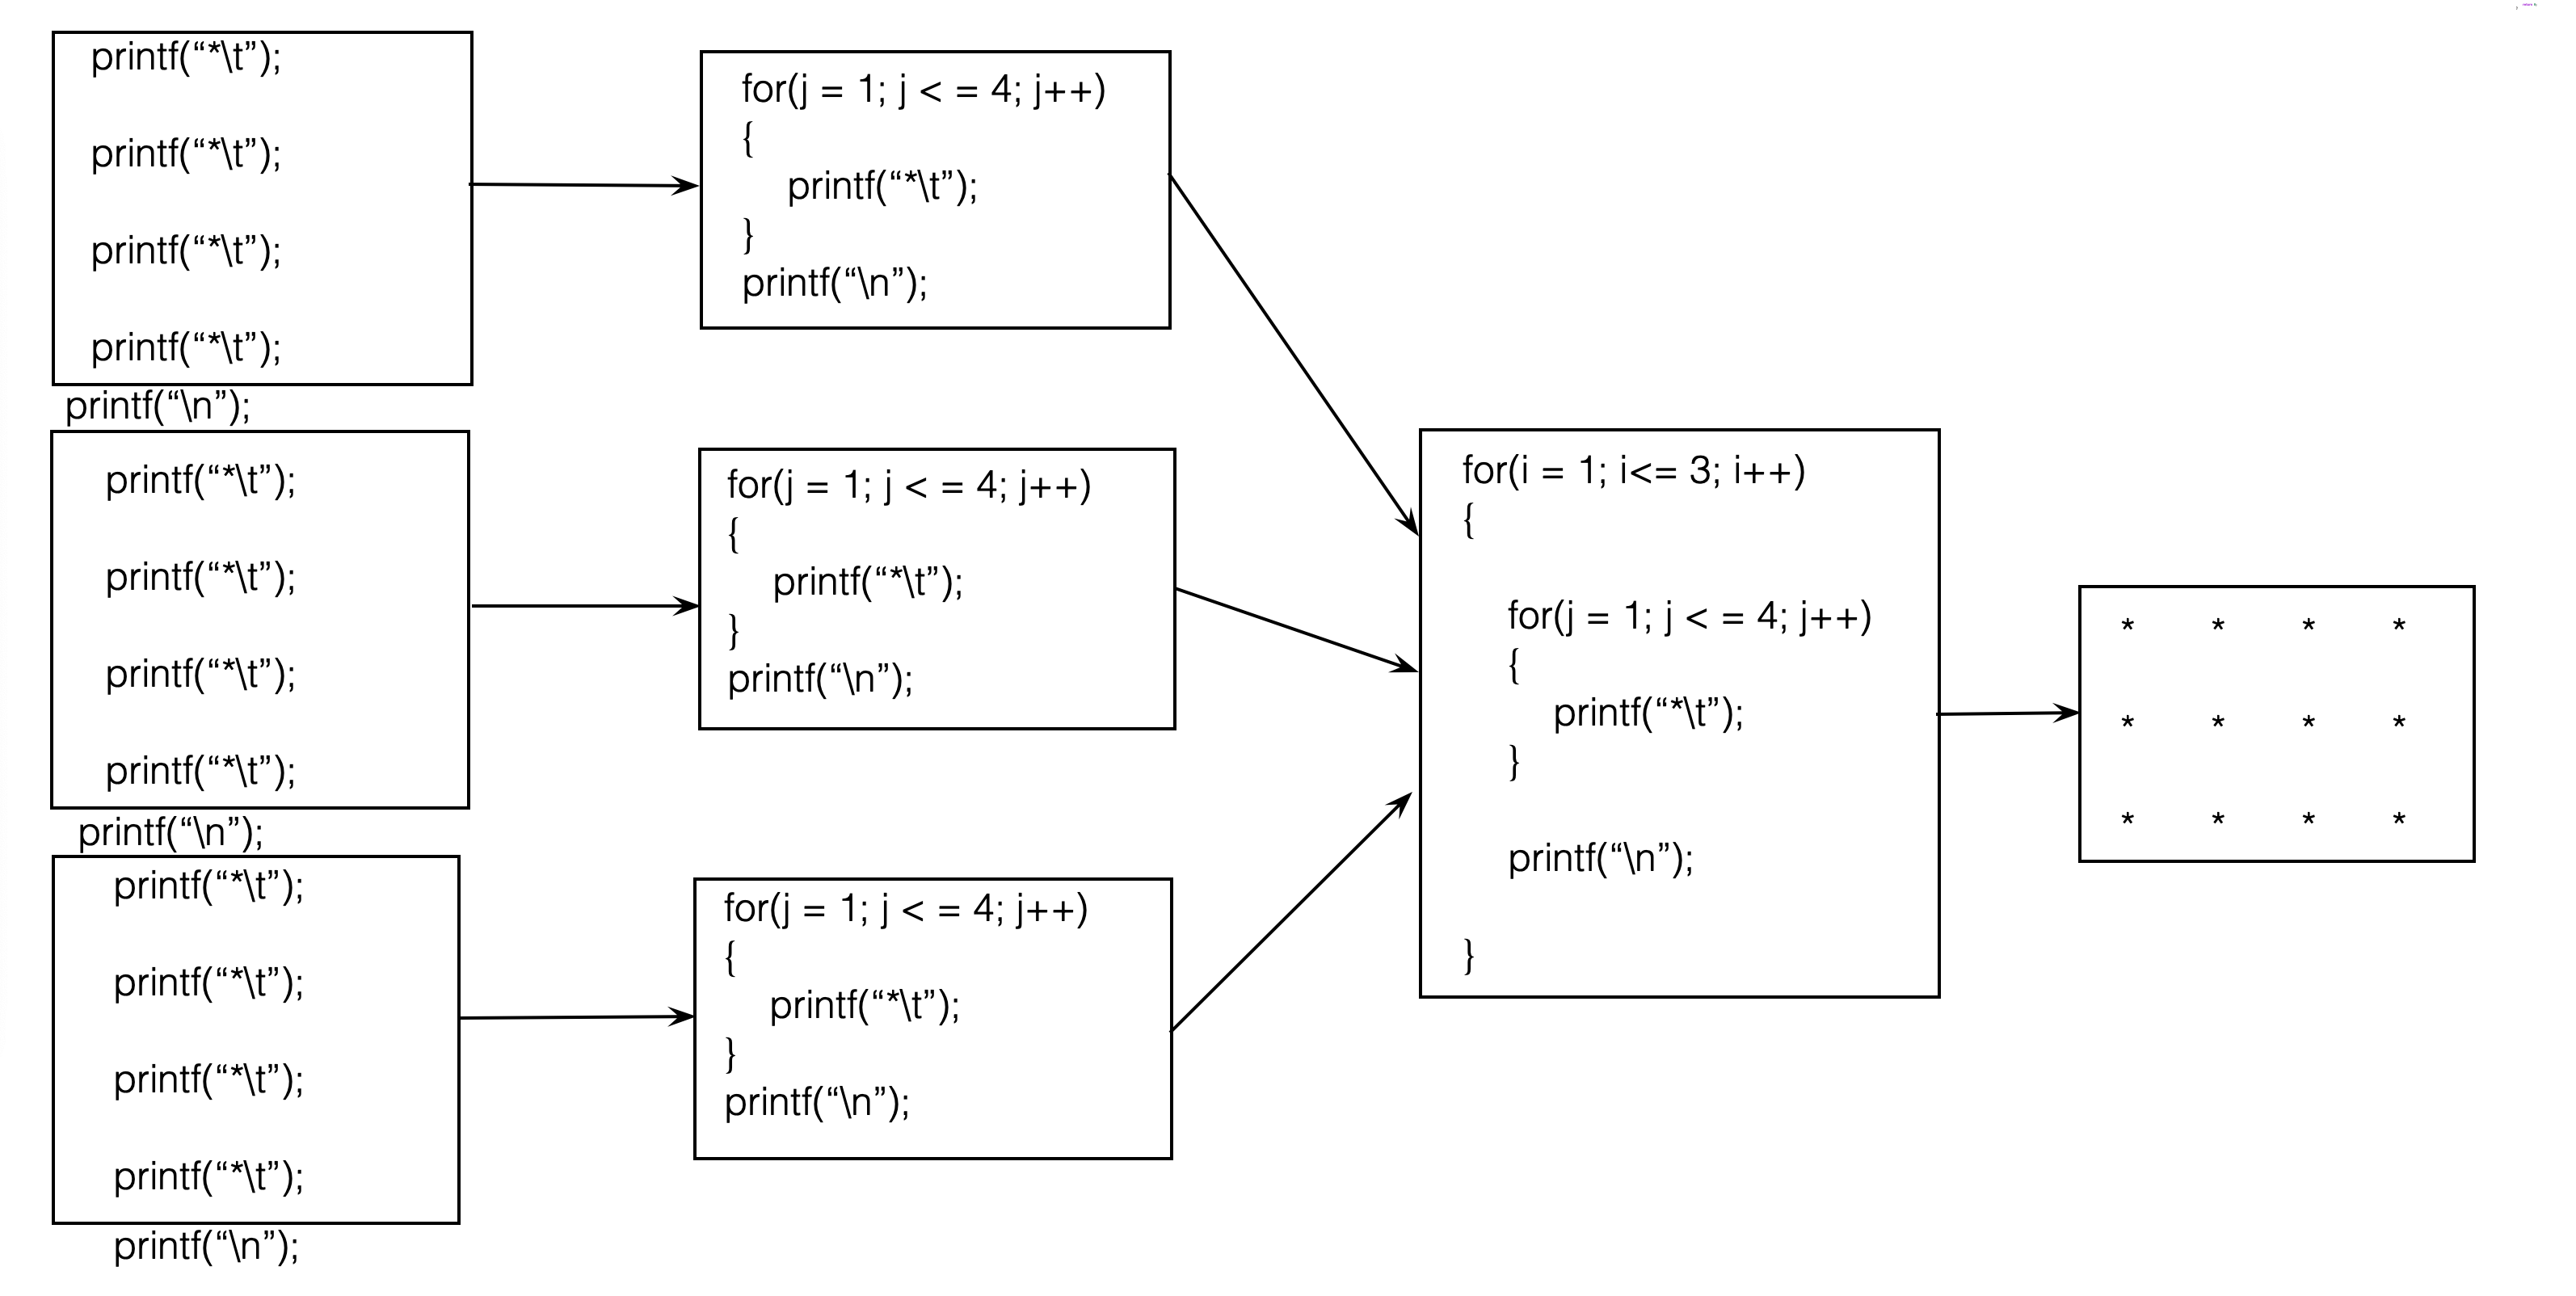 printf(“*\t”);
printf(“*\t”);
printf(“*\t”);
printf(“*\t”);
printf(“\n”);
printf(“*\t”);
printf(“*\t”);
printf(“*\t”);
printf(“*\t”);
printf(“\n”);
printf(“*\t”);
printf(“*\t”);
printf(“*\t”);
printf(“*\t”);
printf(“\n”);
for(j = 1; j < = 4; j++)
{
printf(“*\t”);
}
printf(“\n”);
for(j = 1; j < = 4; j++)
{
printf(“*\t”);
}
printf(“\n”);
for(j = 1; j < = 4; j++)
{
printf(“*\t”);
}
printf(“\n”);
for(i = 1; i<= 3; i++)
{
for(j = 1; j < = 4; j++)
{
printf(“*\t”);
}
printf(“\n”);
}
* * * *
* * * *
* * * *